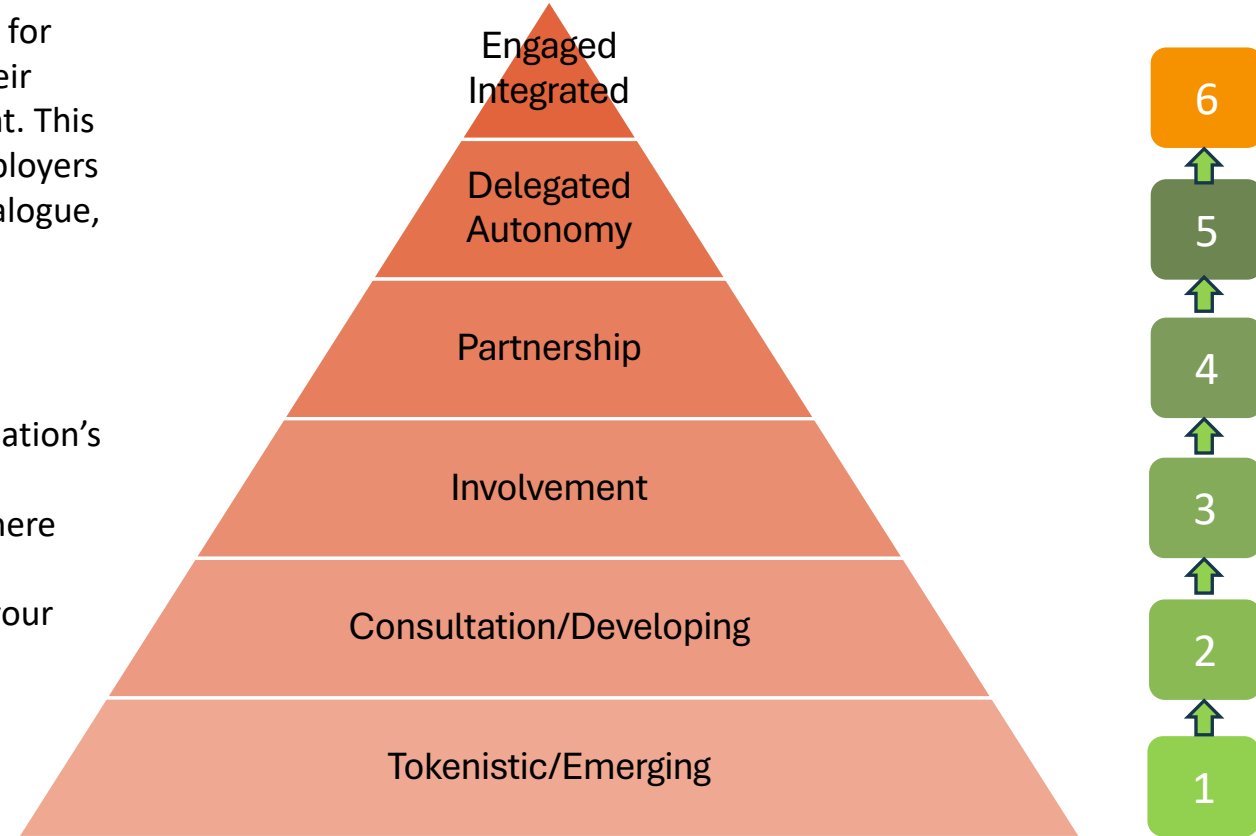 for
eir
t. This
ployers
alogue,
ation’s
here
our
Engaged
Integrated
Delegated
Autonomy
Partnership
Involvement
Consultation/Developing
Tokenistic/Emerging
6
5
4
3
2
1